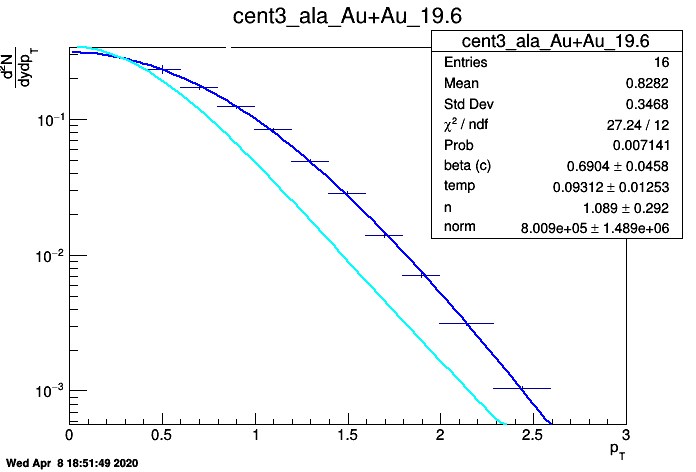 cent3_ala_Au+Au_19.6
cent3_ala_Au+Au_19.6
Entries 16
Mean 0.8282
Std Dev 0.3468
χ² / ndf 27.24 / 12
Prob 0.007141
beta (c) 0.6904 ± 0.0458
temp 0.09312 ± 0.01253
n 1.089 ± 0.292
norm 8.009e+05 ± 1.489e+06
d²N
dydp_T
10⁻¹
10⁻²
10⁻³
0 0.5 1 1.5 2 2.5 3
p_T
Wed Apr 8 18:51:49 2020